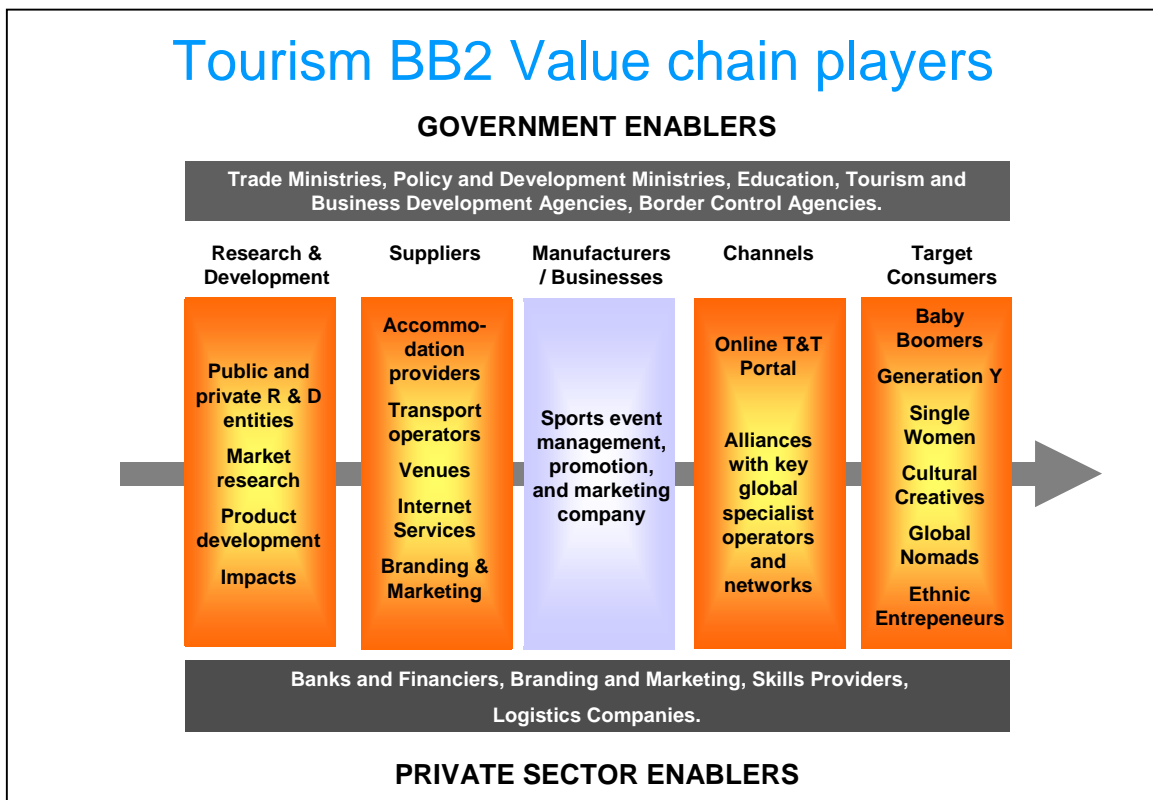 Tourism BB2 Value chain players
GOVERNMENT ENABLERS
Trade Ministries, Policy and Development Ministries, Education, Tourism and
Business Development Agencies, Border Control Agencies.
Research &
Development
Public and
private R & D
entities
Market
research
Product
development
Impacts
Suppliers
Accommo-
dation
providers
Transport
operators
Venues
Internet
Services
Branding &
Marketing
Manufacturers
/ Businesses
Sports event
management,
promotion,
and marketing
company
Channels
Online T&T
Portal
Alliances
with key
global
specialist
operators
and
networks
Target
Consumers
Baby
Boomers
Generation Y
Single
Women
Cultural
Creatives
Global
Nomads
Ethnic
Entrepeneurs
Banks and Financiers, Branding and Marketing, Skills Providers,
Logistics Companies.
PRIVATE SECTOR ENABLERS